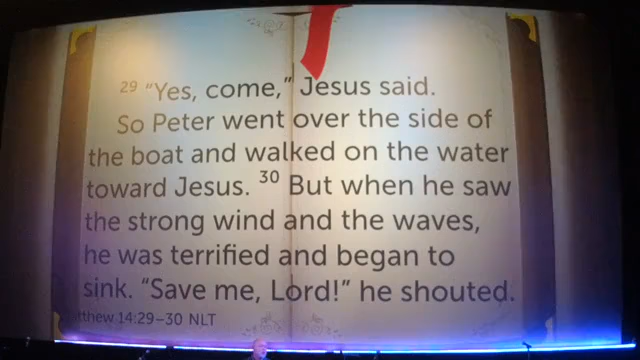 29 "Yes, come," Jesus said.
So Peter went over the side of
the boat and walked on the water
toward Jesus. 30 But when he saw
the strong wind and the waves,
he was terrified and began to
sink. "Save me, Lord!" he shouted.
14:29–30 NLT